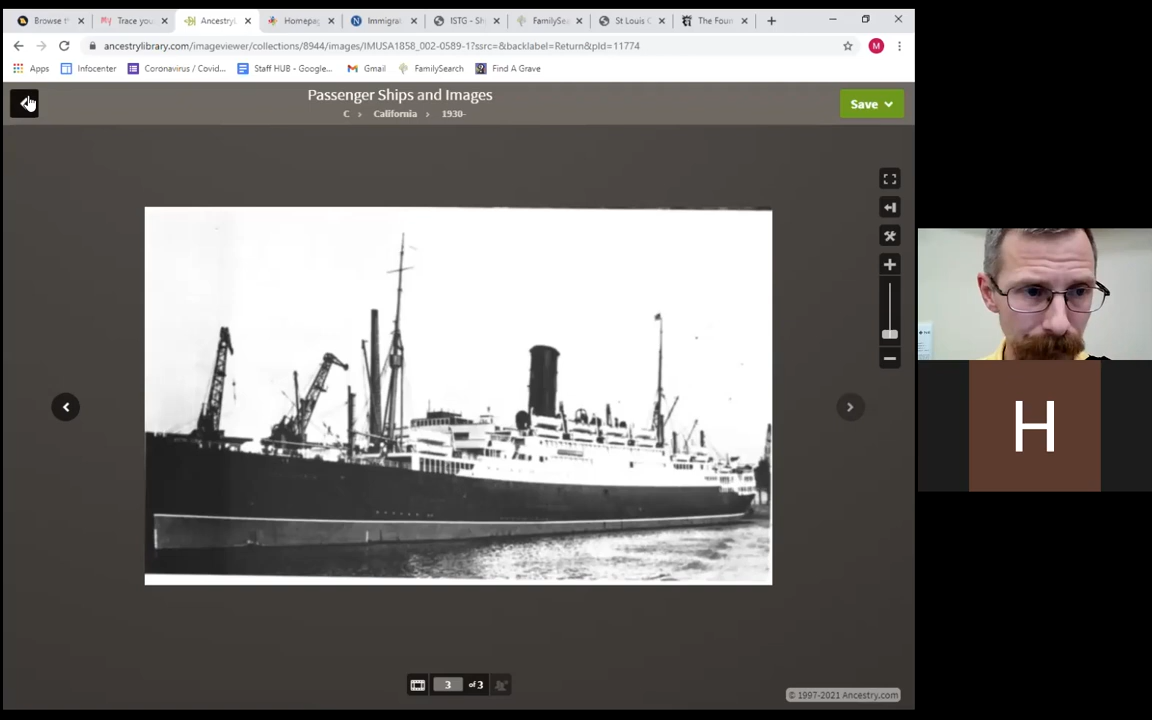 Browse t
Trace you
Ancestry
Homepag
Immigra
ISTG - Sh
FamilySea
St Louis C
The Foun
ancestrylibrary.com/imageviewer/collections/8944/images/IMUSA1858_002-0589-1?ssrc=&backlabel=Return&pId=11774
M
Apps
Infocenter
Coronavirus / Covid...
Staff HUB - Google...
Gmail
FamilySearch
Find A Grave
Passenger Ships and Images
C > California > 1930-
Save
H
3 of 3
© 1997-2021 Ancestry.com